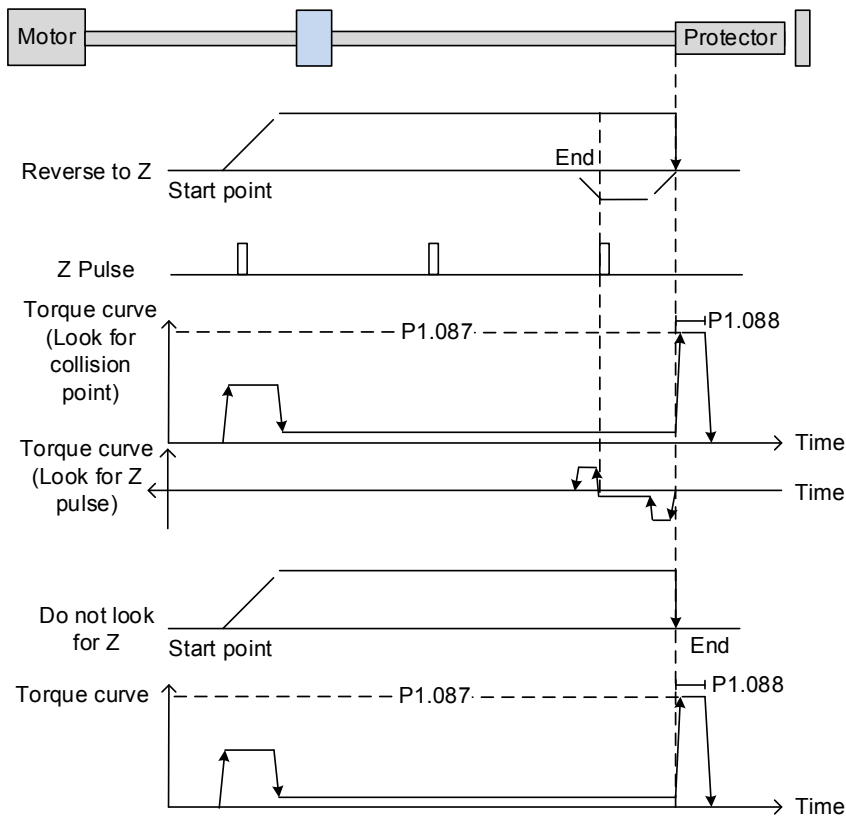 Motor
Protector
Reverse to Z
End
Start point
Z Pulse
Torque curve
(Look for
collision
point)
P1.087
P1.088
Time
Torque curve
(Look for Z
pulse)
Time
Do not look
for Z
Start point
End
Torque curve
P1.087
P1.088
Time